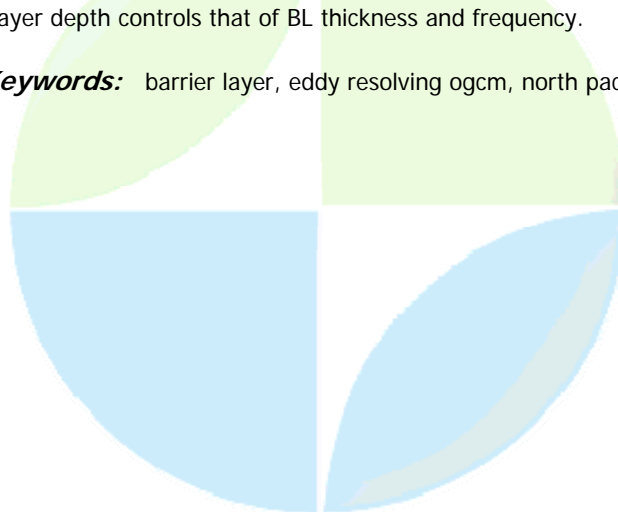 ayer depth controls that of BL thickness and frequency.
eywords: barrier layer, eddy resolving ogcm, north pac